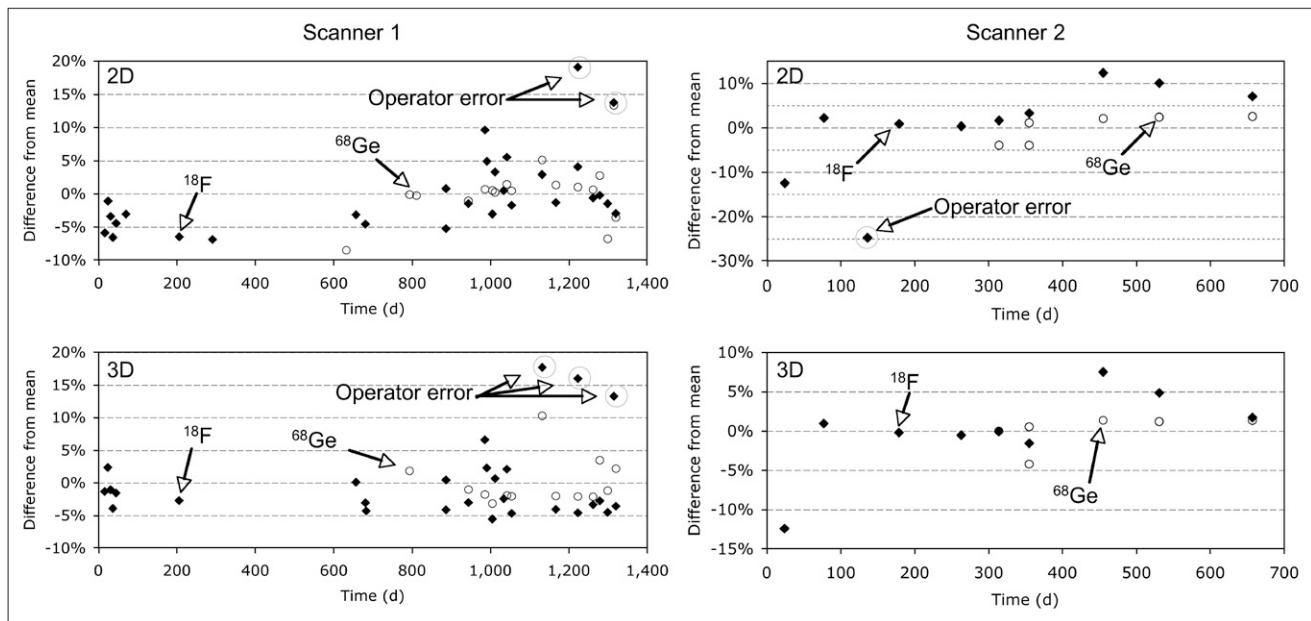 Scanner 1
Scanner 2
2D
Difference from mean
20%
15%
10%
5%
0%
-5%
-10%
Operator error
⁶⁸Ge
¹⁸F
0 200 400 600 800 1,000 1,200 1,400
Time (d)
2D
Difference from mean
10%
0%
-10%
-20%
-30%
¹⁸F
⁶⁸Ge
Operator error
0 100 200 300 400 500 600 700
Time (d)
3D
Difference from mean
20%
15%
10%
5%
0%
-5%
-10%
Operator error
¹⁸F
⁶⁸Ge
0 200 400 600 800 1,000 1,200 1,400
Time (d)
3D
Difference from mean
10%
5%
0%
-5%
-10%
-15%
¹⁸F
⁶⁸Ge
0 100 200 300 400 500 600 700
Time (d)